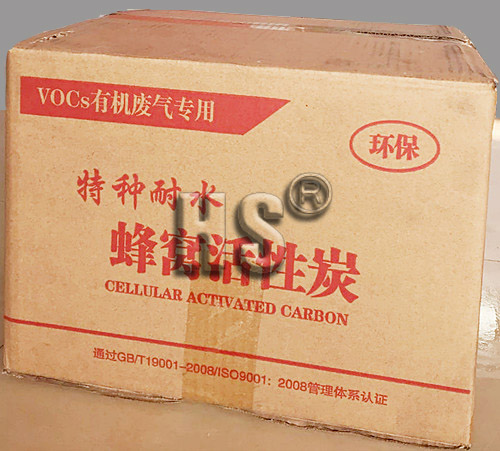 VOCs有机废气专用
环保
特种耐水
HS®
蜂窝活性炭
CELLULAR ACTIVATED CARBON
通过GB/T19001-2008/ISO9001: 2008管理体系认证